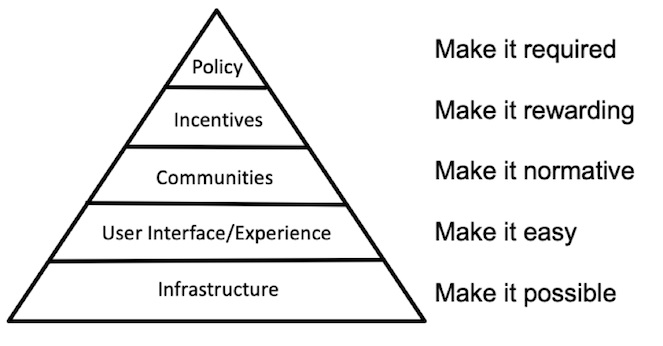 Policy
Make it required
Incentives
Make it rewarding
Communities
Make it normative
User Interface/Experience
Make it easy
Infrastructure
Make it possible